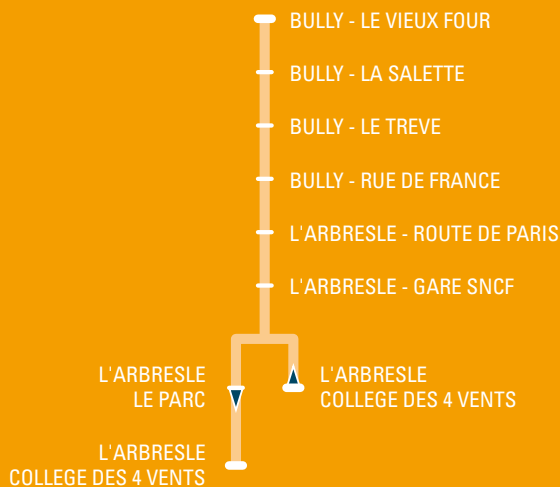 BULLY - LE VIEUX FOUR
BULLY - LA SALETTE
BULLY - LE TREVE
BULLY - RUE DE FRANCE
L'ARBRESLE - ROUTE DE PARIS
L'ARBRESLE - GARE SNCF
L'ARBRESLE
LE PARC
L'ARBRESLE
COLLEGE DES 4 VENTS
L'ARBRESLE
COLLEGE DES 4 VENTS